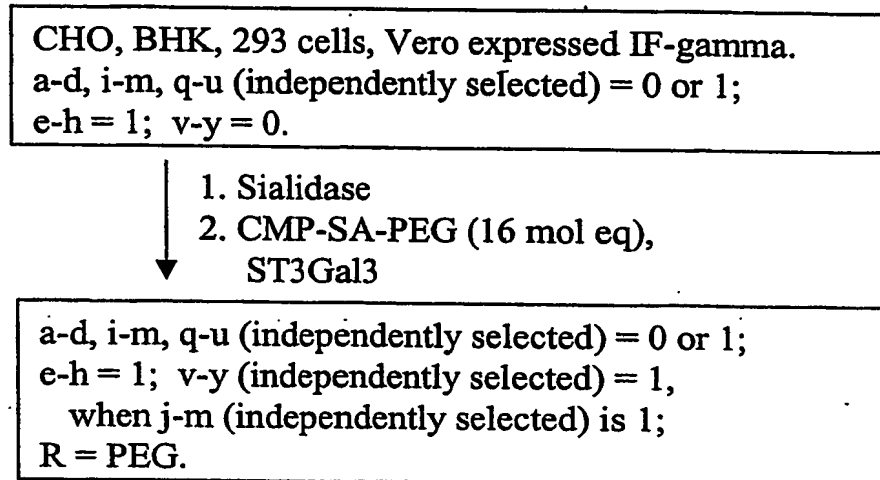 CHO, BHK, 293 cells, Vero expressed IF-gamma.
a-d, i-m, q-u (independently selected) = 0 or 1;
e-h = 1; v-y = 0.
1. Sialidase
2. CMP-SA-PEG (16 mol eq),
ST3Gal3
a-d, i-m, q-u (independently selected) = 0 or 1;
e-h = 1; v-y (independently selected) = 1,
when j-m (independently selected) is 1;
R = PEG.